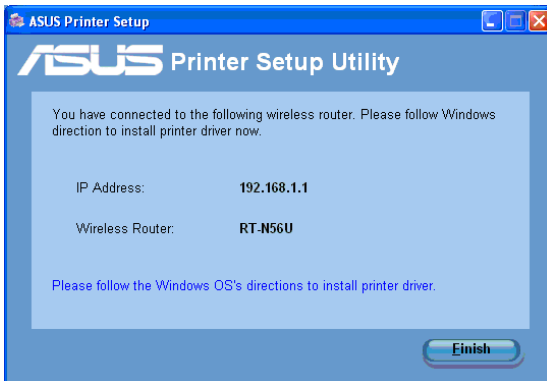 ASUS Printer Setup
ASUS Printer Setup Utility
You have connected to the following wireless router. Please follow Windows
direction to install printer driver now.
IP Address: 192.168.1.1
Wireless Router: RT-N56U
Please follow the Windows OS's directions to install printer driver.
Finish